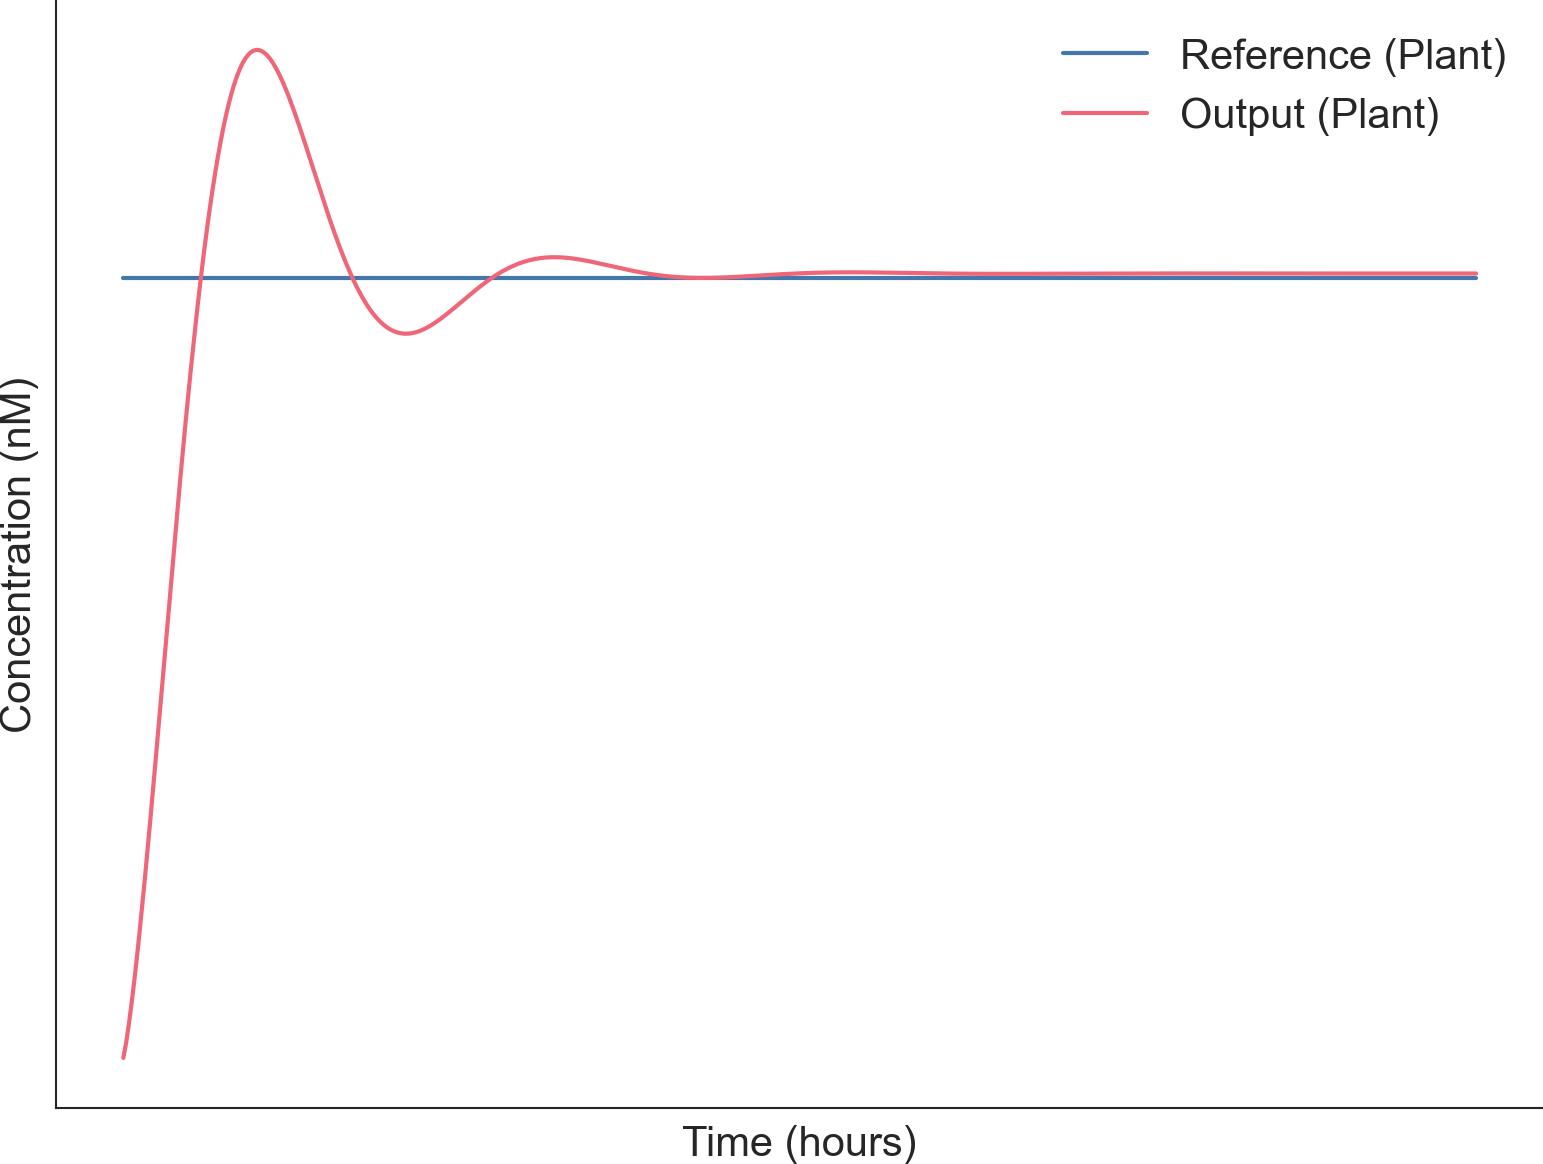 Reference (Plant)
Output (Plant)
Concentration (nM)
Time (hours)